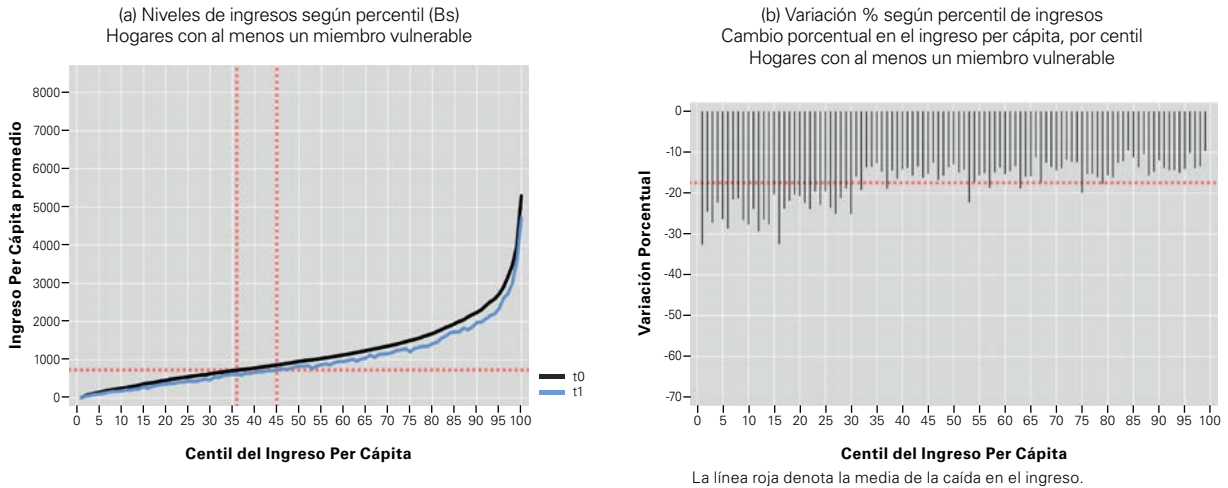 (a) Niveles de ingresos según percentil (Bs)
Hogares con al menos un miembro vulnerable
Ingreso Per Cápita promedio
8000
7000
6000
5000
4000
3000
2000
1000
0
0 5 10 15 20 25 30 35 40 45 50 55 60 65 70 75 80 85 90 95 100
Centil del Ingreso Per Cápita
t0
t1
(b) Variación % según percentil de ingresos
Cambio porcentual en el ingreso per cápita, por centil
Hogares con al menos un miembro vulnerable
Variación Porcentual
0
-10
-20
-30
-40
-50
-60
-70
0 5 10 15 20 25 30 35 40 45 50 55 60 65 70 75 80 85 90 95 100
Centil del Ingreso Per Cápita
La línea roja denota la media de la caída en el ingreso.